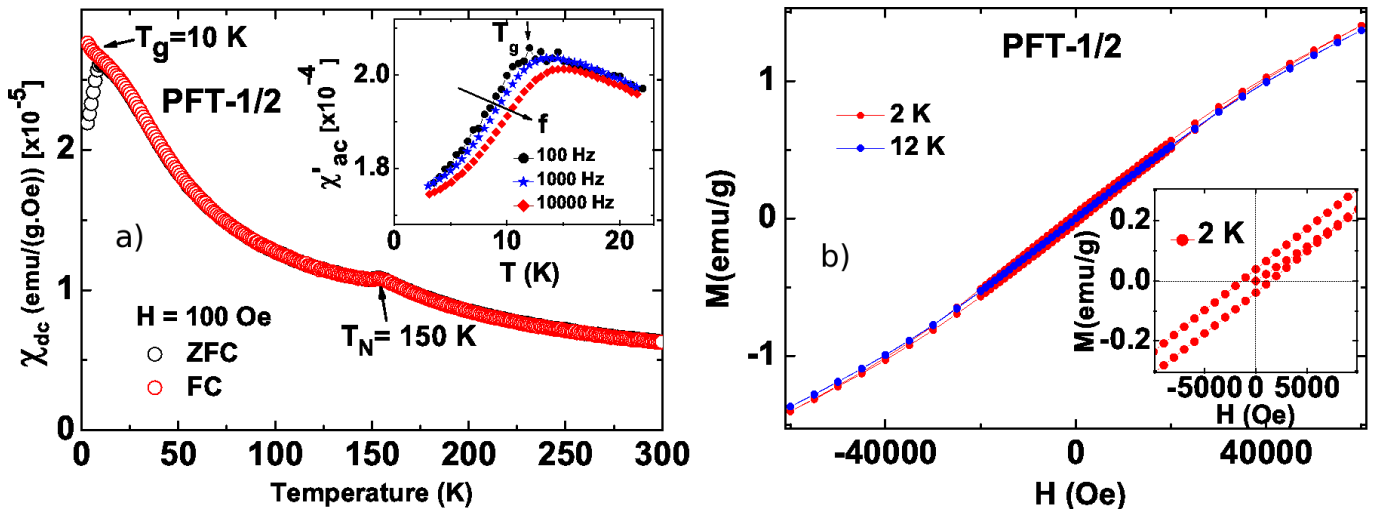 T_g=10 K
PFT-1/2
a)
χ_dc (emu/(g.Oe)) [x10^-5]
0
1
2
0
50
100
150
200
250
300
Temperature (K)
T_N= 150 K
H = 100 Oe
ZFC
FC
T_g
χ'_ac [x10^-4]
1.8
2.0
0
10
20
T (K)
f
100 Hz
1000 Hz
10000 Hz
b)
PFT-1/2
2 K
12 K
M(emu/g)
1
0
-1
-40000
0
40000
H (Oe)
2 K
M(emu/g)
0.2
0.0
-0.2
-5000
0
5000
H (Oe)